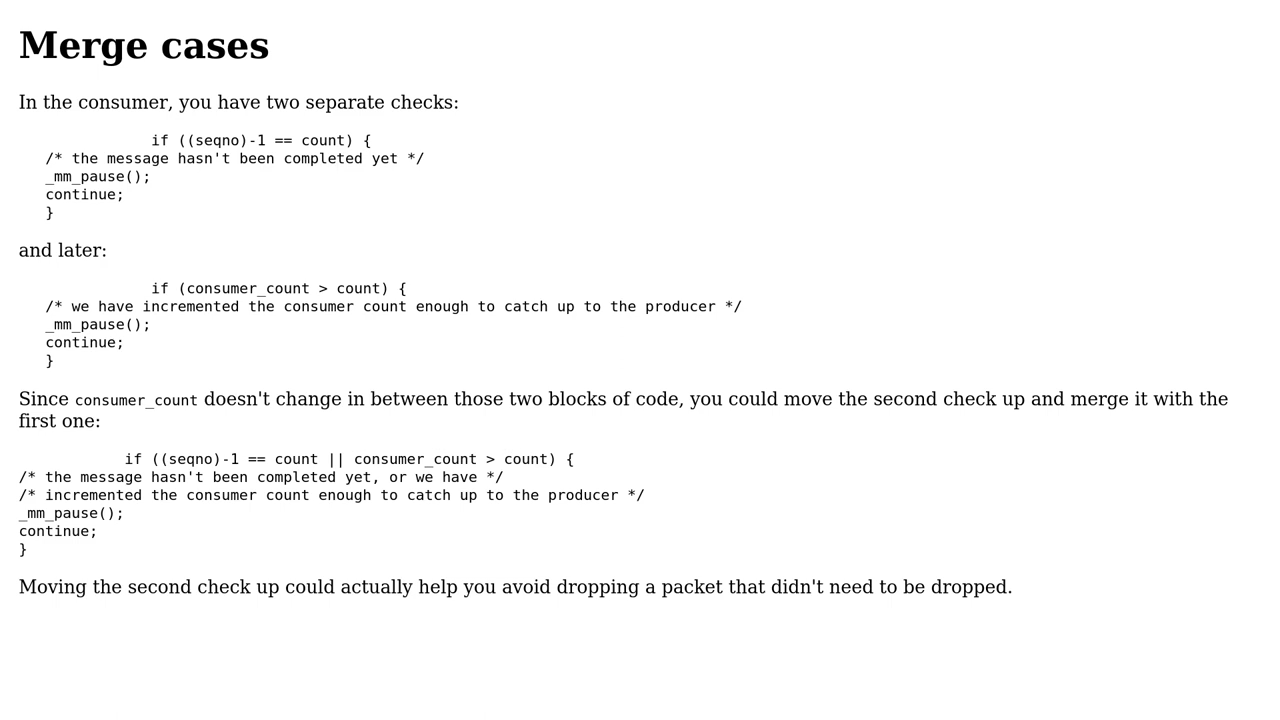 Merge cases
In the consumer, you have two separate checks:
if ((seqno)-1 == count) {
/* the message hasn't been completed yet */
_mm_pause();
continue;
}
and later:
if (consumer_count > count) {
/* we have incremented the consumer count enough to catch up to the producer */
_mm_pause();
continue;
}
Since consumer_count doesn't change in between those two blocks of code, you could move the second check up and merge it with the
first one:
if ((seqno)-1 == count || consumer_count > count) {
/* the message hasn't been completed yet, or we have */
/* incremented the consumer count enough to catch up to the producer */
_mm_pause();
continue;
}
Moving the second check up could actually help you avoid dropping a packet that didn't need to be dropped.